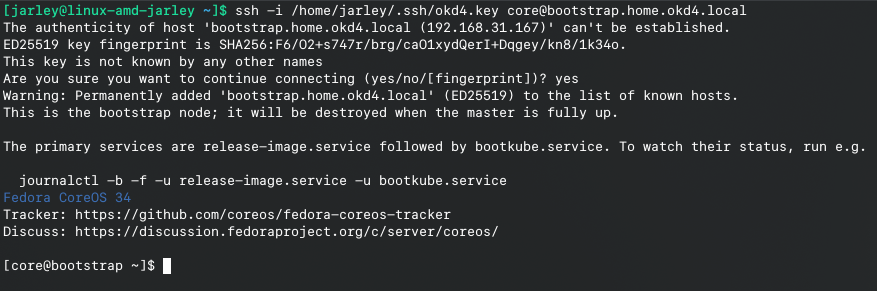 [jarley@linux-amd-jarley ~]$ ssh -i /home/jarley/.ssh/okd4.key core@bootstrap.home.okd4.local
The authenticity of host 'bootstrap.home.okd4.local (192.168.31.167)' can't be established.
ED25519 key fingerprint is SHA256:F6/O2+s747r/brg/caO1xydQerI+Dqgey/kn8/1k34o.
This key is not known by any other names
Are you sure you want to continue connecting (yes/no/[fingerprint])? yes
Warning: Permanently added 'bootstrap.home.okd4.local' (ED25519) to the list of known hosts.
This is the bootstrap node; it will be destroyed when the master is fully up.

The primary services are release-image.service followed by bootkube.service. To watch their status, run e.g.

  journalctl -b -f -u release-image.service -u bootkube.service
Fedora CoreOS 34
Tracker: https://github.com/coreos/fedora-coreos-tracker
Discuss: https://discussion.fedoraproject.org/c/server/coreos/

[core@bootstrap ~]$